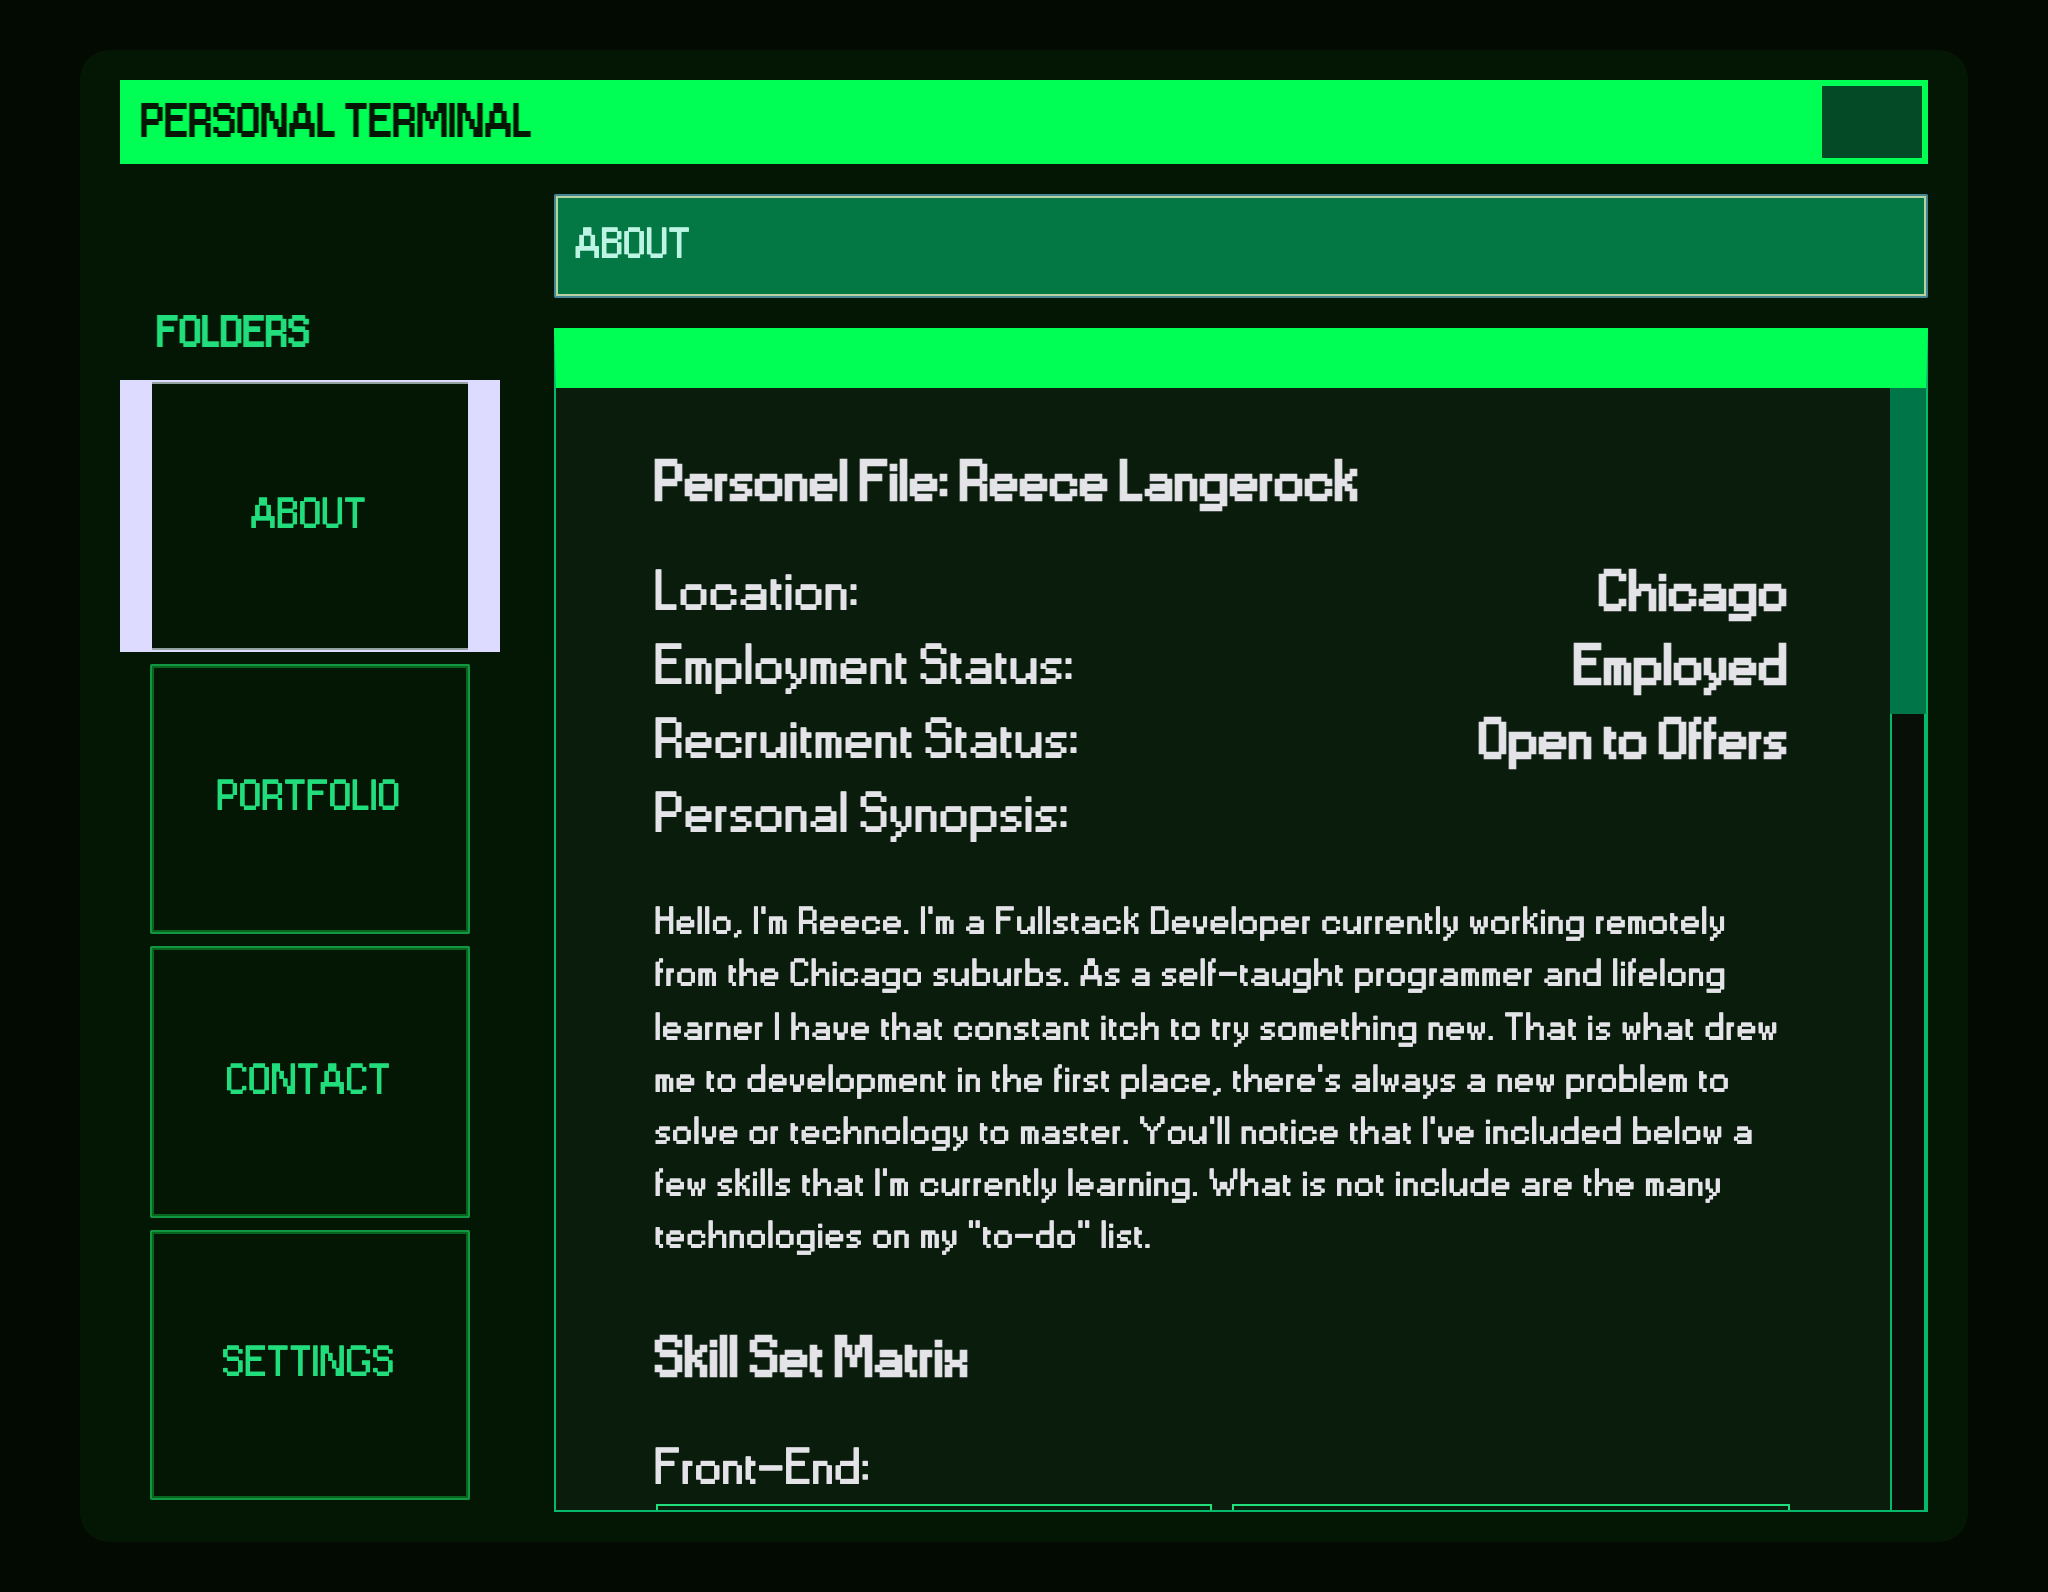 PERSONAL TERMINAL
ABOUT
FOLDERS
ABOUT
PORTFOLIO
CONTACT
SETTINGS
Personel File: Reece Langerock
Location: Chicago
Employment Status: Employed
Recruitment Status: Open to Offers
Personal Synopsis:
Hello, I'm Reece. I'm a Fullstack Developer currently working remotely
from the Chicago suburbs. As a self-taught programmer and lifelong
learner I have that constant itch to try something new. That is what drew
me to development in the first place, there's always a new problem to
solve or technology to master. You'll notice that I've included below a
few skills that I'm currently learning. What is not include are the many
technologies on my "to-do" list.
Skill Set Matrix
Front-End: